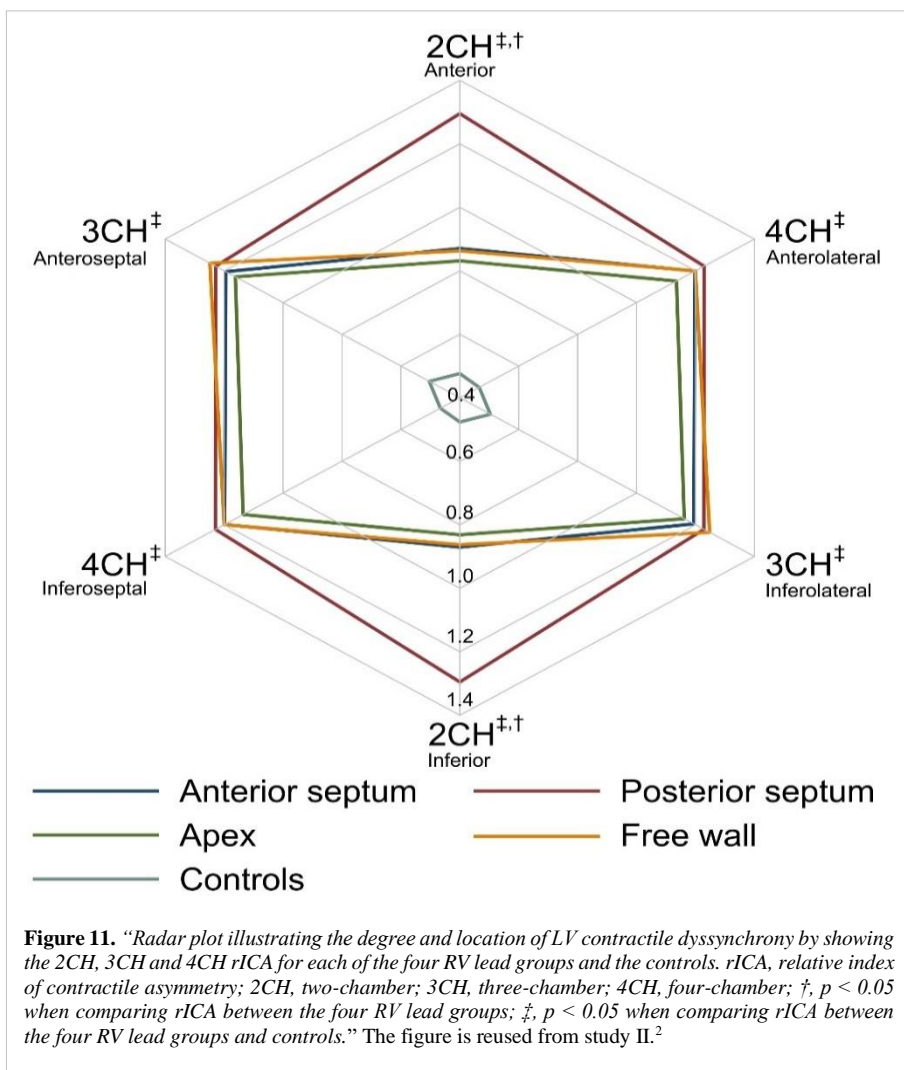 2CH‡,†
Anterior
3CH‡
Anteroseptal
4CH‡
Anterolateral
0.4
0.6
0.8
1.0
1.2
1.4
4CH‡
Inferoseptal
3CH‡
Inferolateral
2CH‡,†
Inferior
Anterior septum
Posterior septum
Apex
Free wall
Controls
Figure 11. “Radar plot illustrating the degree and location of LV contractile dyssynchrony by showing
the 2CH, 3CH and 4CH rICA for each of the four RV lead groups and the controls. rICA, relative index
of contractile asymmetry; 2CH, two-chamber; 3CH, three-chamber; 4CH, four-chamber; †, p < 0.05
when comparing rICA between the four RV lead groups; ‡, p < 0.05 when comparing rICA between
the four RV lead groups and controls.” The figure is reused from study II.2